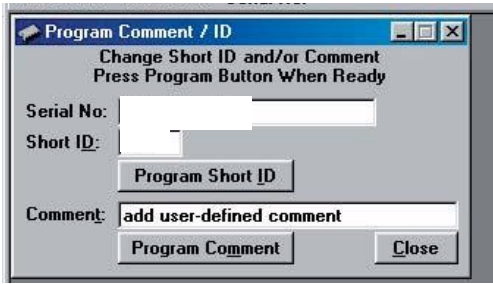 Program Comment / ID
Change Short ID and/or Comment
Press Program Button When Ready
Serial No:
Short ID:
Program Short ID
Comment: add user-defined comment
Program Comment Close